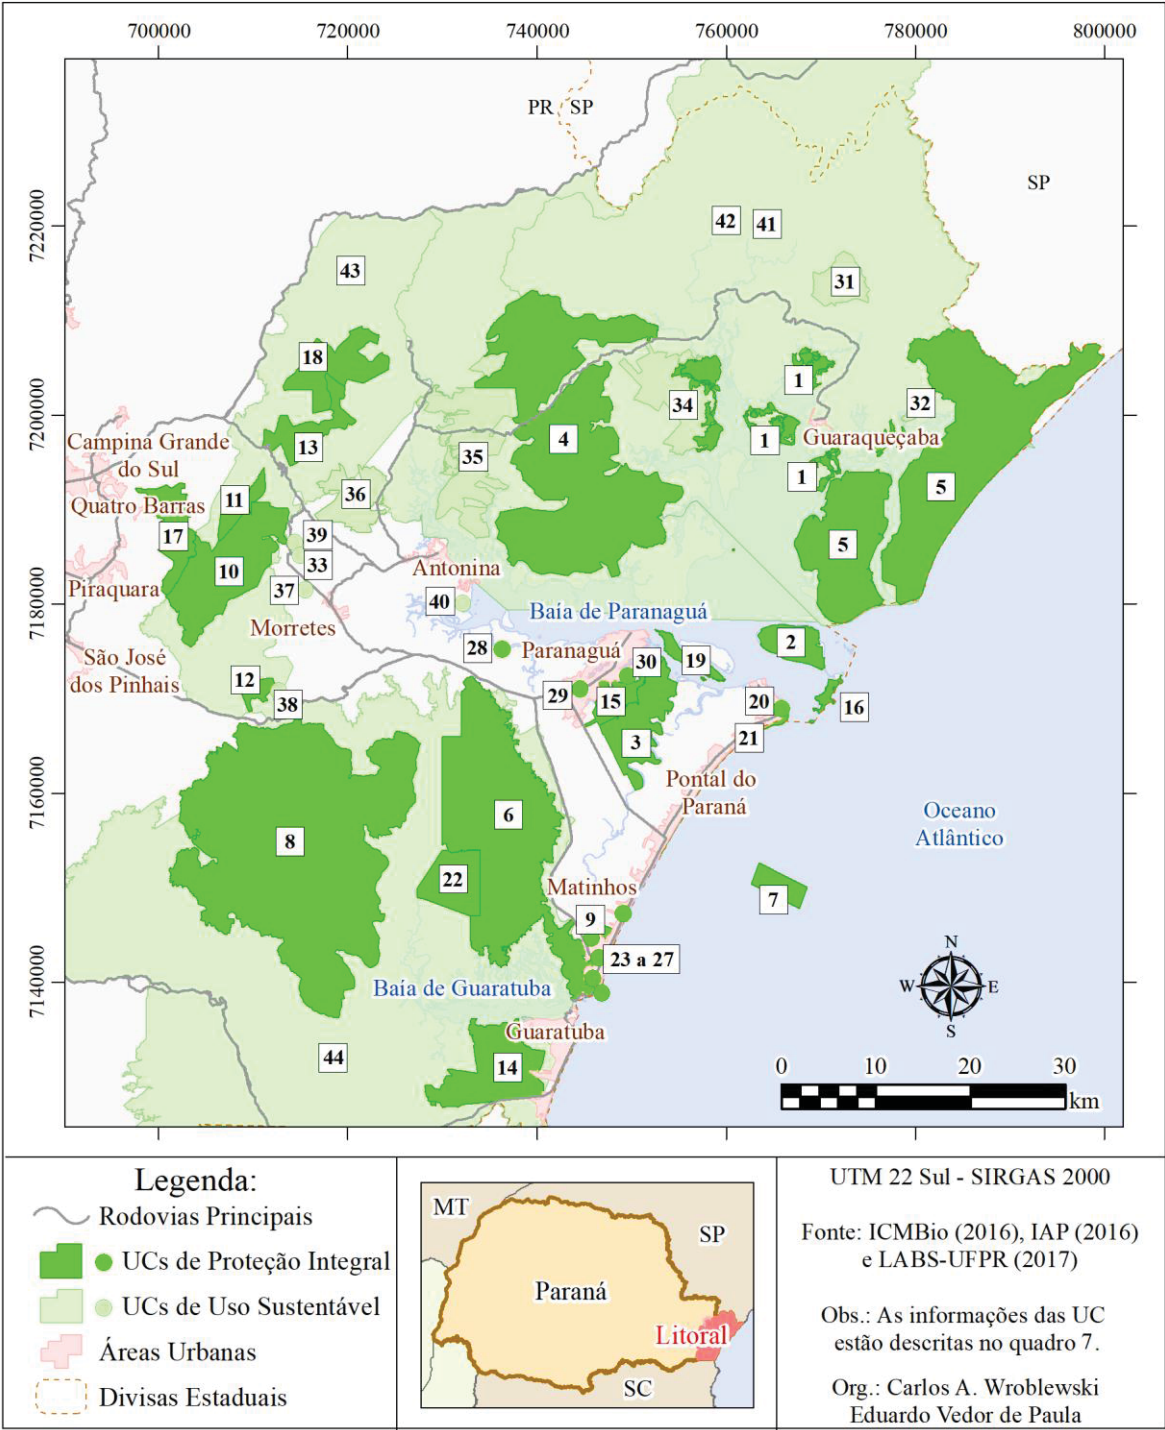 700000 720000 740000 760000 780000 800000
7220000
7200000
7180000
7160000
7140000
PR SP
SP
42 41
43
31
18
1
34 32
4 1 Guaraqueçaba
Campina Grande
do Sul
13
35
1
5
36
11
Quatro Barras
17
39
5
33
10
Antonina
Piraquara
37
40
Baía de Paranaguá
Morretes
28 Paranaguá
2
São José
dos Pinhais
30 19
12
29 15 20 16
38
3 21
Pontal do
Paraná
6
Oceano
Atlântico
8
22
Matinhos
7
9
23 a 27
N
W E
S
Baía de Guaratuba
Guaratuba
44
14
0 10 20 30
km
Legenda:
Rodovias Principais
UCs de Proteção Integral
UCs de Uso Sustentável
Áreas Urbanas
Divisas Estaduais
MT
SP
Paraná
Litoral
SC
UTM 22 Sul - SIRGAS 2000
Fonte: ICMBio (2016), IAP (2016)
e LABS-UFPR (2017)
Obs.: As informações das UC
estão descritas no quadro 7.
Org.: Carlos A. Wroblewski
Eduardo Vedor de Paula